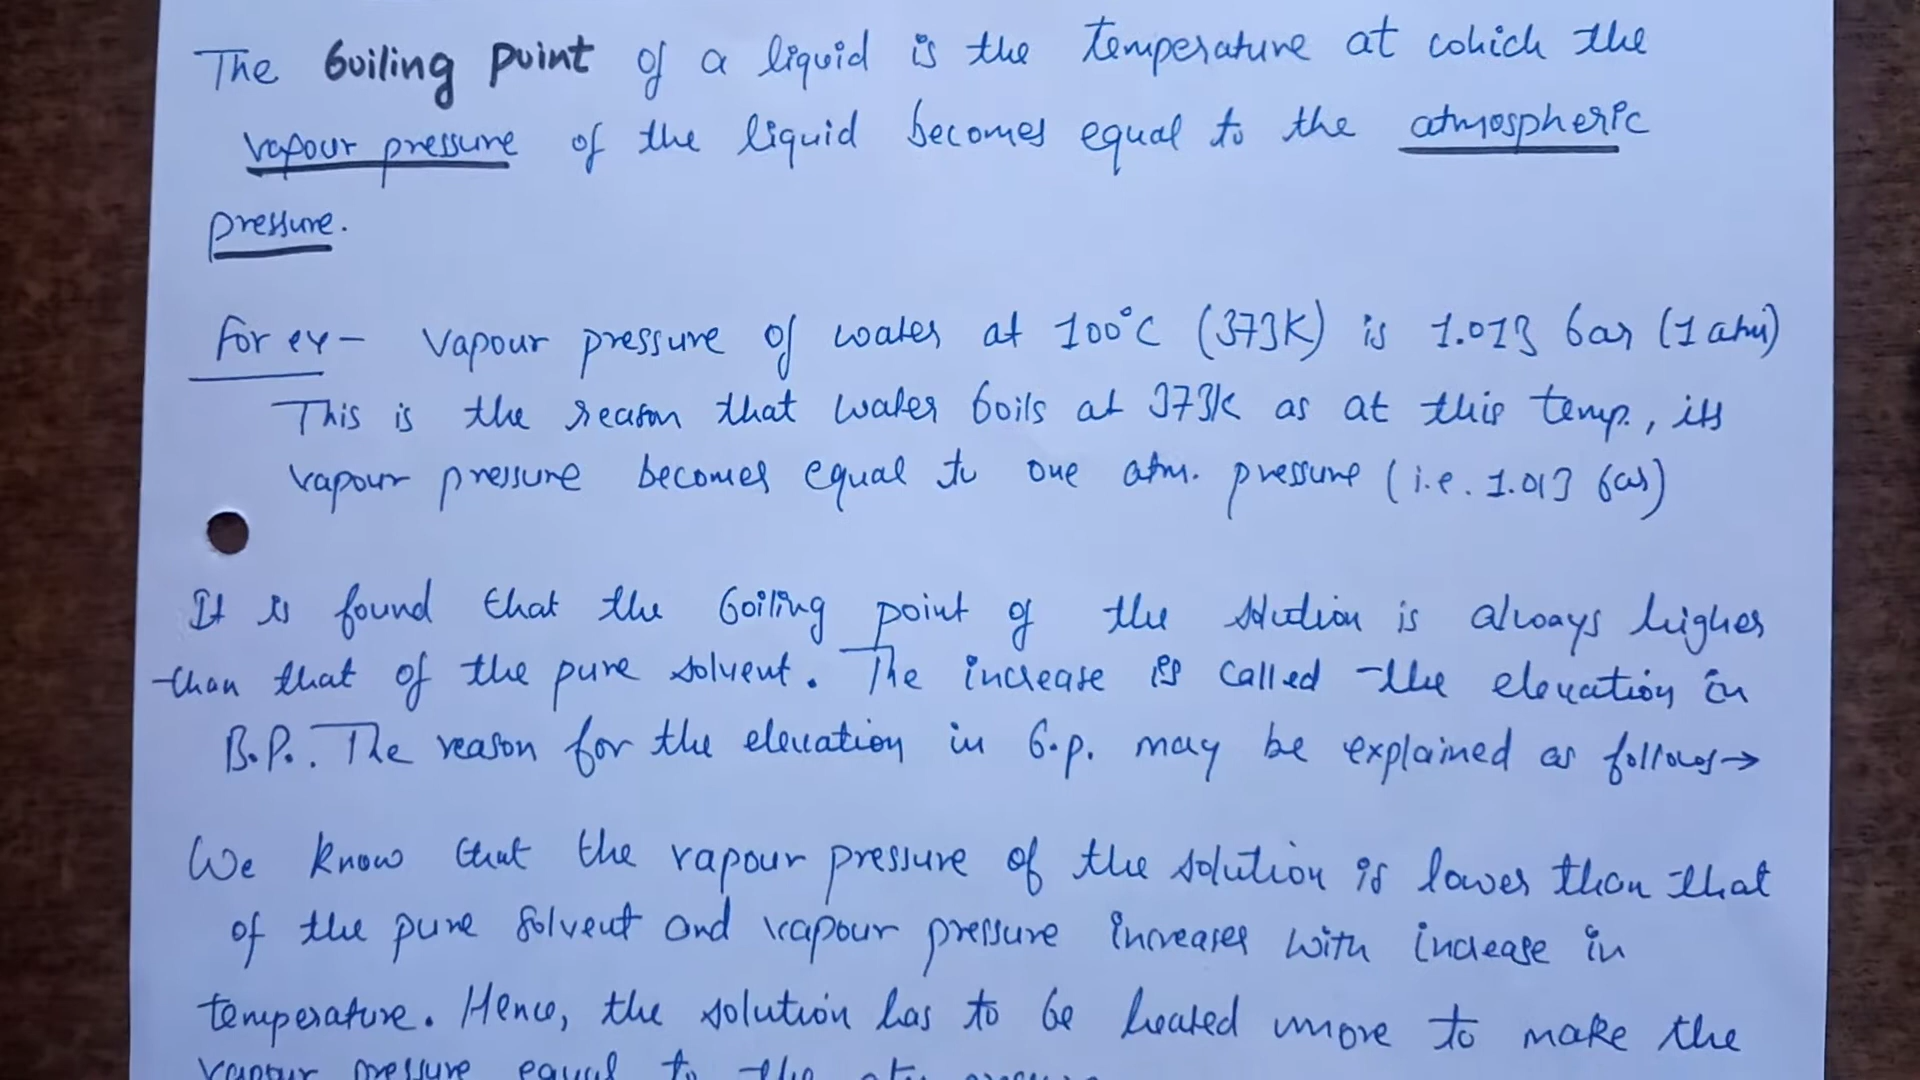 The boiling point of a liquid is the temperature at which the
vapour pressure of the liquid becomes equal to the atmospheric
pressure.
For ex- Vapour pressure of water at 100°C (373K) is 1.013 bar (1 atm)
This is the reason that water boils at 373K as at this temp., its
vapour pressure becomes equal to one atm. pressure (i.e. 1.013 bar)
It is found that the boiling point of the solution is always higher
than that of the pure solvent. The increase is called the elevation in
B.P.. The reason for the elevation in b.p. may be explained as follows→
We know that the vapour pressure of the solution is lower than that
of the pure solvent and vapour pressure increases with increase in
temperature. Hence, the solution has to be heated more to make the
vapour pressure equal to the